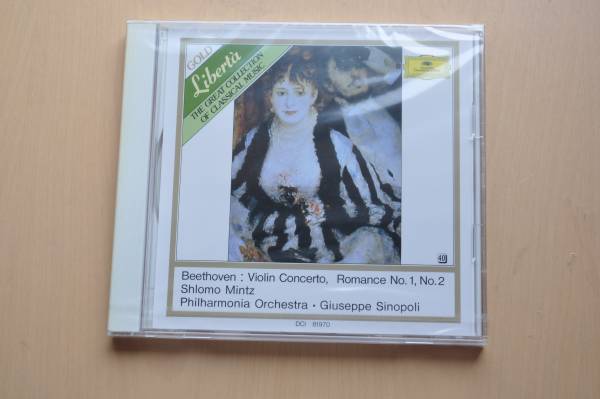 GOLD
Libertà
THE GREAT COLLECTION
OF CLASSICAL MUSIC
Beethoven : Violin Concerto, Romance No. 1, No. 2
Shlomo Mintz
Philharmonia Orchestra · Giuseppe Sinopoli
DCI 81970